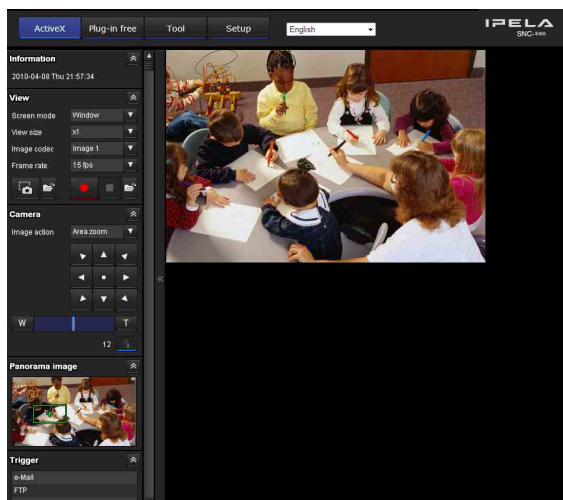 ActiveX Plug-in free Tool Setup English
IPELA
SNC-***
Information
2010-04-08 Thu 21:57:34
View
Screen mode Window
View size x1
Image codec Image 1
Frame rate 15 fps
Camera
Image action Area zoom
W T
12
Panorama image
Trigger
e-Mail
FTP